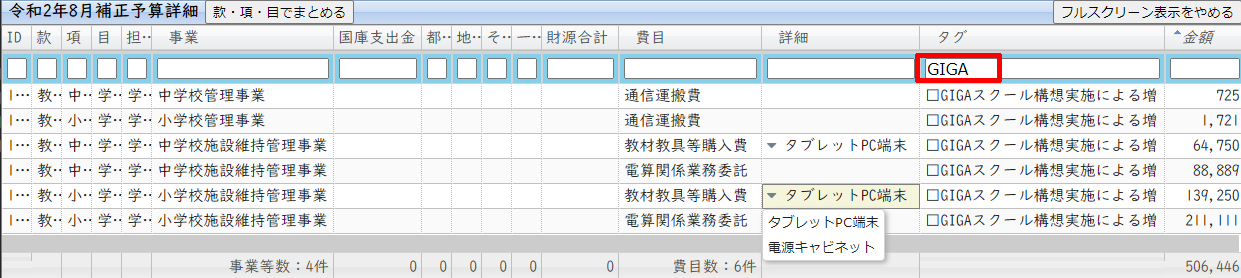 令和2年8月補正予算詳細 款・項・目でまとめる フルスクリーン表示をやめる
ID 款 項 目 担… 事業 国庫支出金 都… 地… そ… 一… 財源合計 費目 詳細 タグ 金額
GIGA
1… 教… 中… 学… 学… 中学校管理事業 通信運搬費 □GIGAスクール構想実施による増 725
1… 教… 小… 学… 学… 小学校管理事業 通信運搬費 □GIGAスクール構想実施による増 1,721
1… 教… 中… 学… 学… 中学校施設維持管理事業 教材教具等購入費 タブレットPC端末 □GIGAスクール構想実施による増 64,750
1… 教… 中… 学… 学… 中学校施設維持管理事業 電算関係業務委託 □GIGAスクール構想実施による増 88,889
1… 教… 小… 学… 学… 小学校施設維持管理事業 教材教具等購入費 タブレットPC端末 □GIGAスクール構想実施による増 139,250
1… 教… 小… 学… 学… 小学校施設維持管理事業 電算関係業務委託 □GIGAスクール構想実施による増 211,111
タブレットPC端末
電源キャビネット
事業等数：4件 0 0 0 0 0 0 費目数：6件 506,446